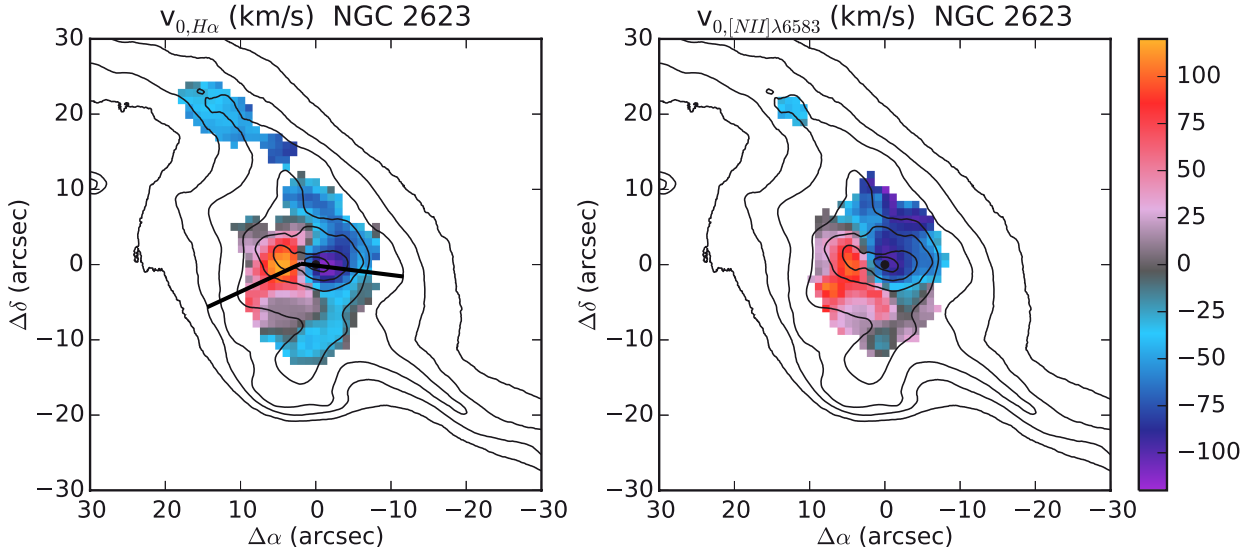 v0,Hα (km/s) NGC 2623
v0,[NII]λ6583 (km/s) NGC 2623
30
20
10
0
−10
−20
−30
Δδ (arcsec)
30 20 10 0 −10 −20 −30
Δα (arcsec)
30
20
10
0
−10
−20
−30
Δδ (arcsec)
30 20 10 0 −10 −20 −30
Δα (arcsec)
100
75
50
25
0
−25
−50
−75
−100